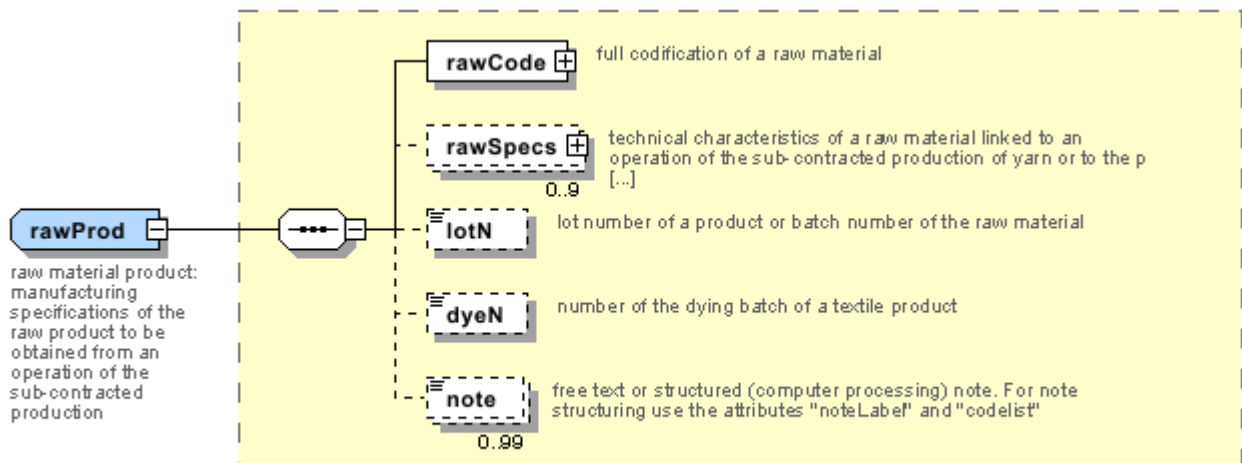 rawCode
full codification of a raw material
rawSpecs
technical characteristics of a raw material linked to an
operation of the sub-contracted production of yarn or to the p
[...]
0..9
rawProd
lotN
lot number of a product or batch number of the raw material
raw material product:
manufacturing
specifications of the
raw product to be
obtained from an
operation of the
sub-contracted
production
dyeN
number of the dying batch of a textile product
note
free text or structured (computer processing) note. For note
structuring use the attributes "noteLabel" and "codelist"
0..99